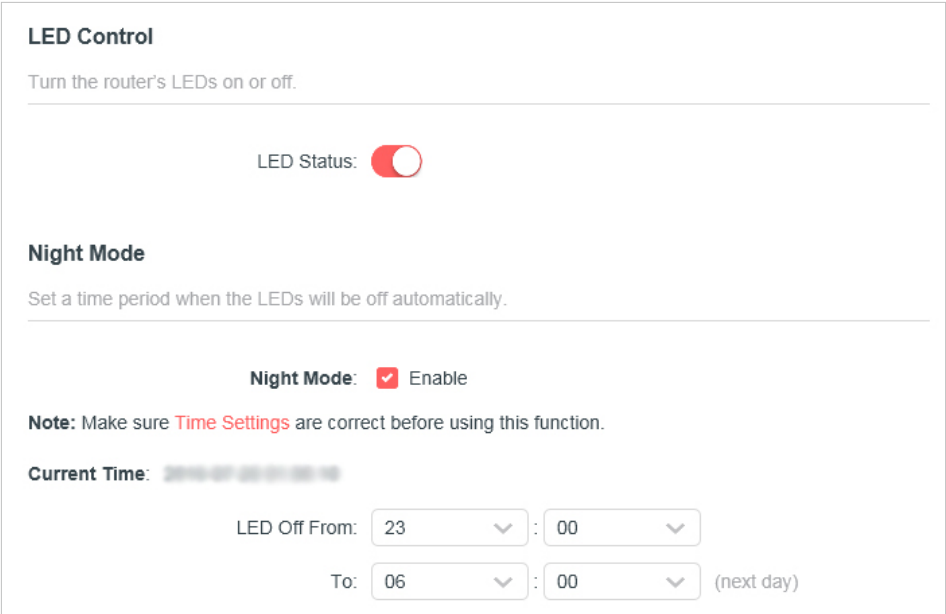 LED Control
Turn the router's LEDs on or off.
LED Status:
Night Mode
Set a time period when the LEDs will be off automatically.
Night Mode: Enable
Note: Make sure Time Settings are correct before using this function.
Current Time:
LED Off From: 23 : 00
To: 06 : 00 (next day)